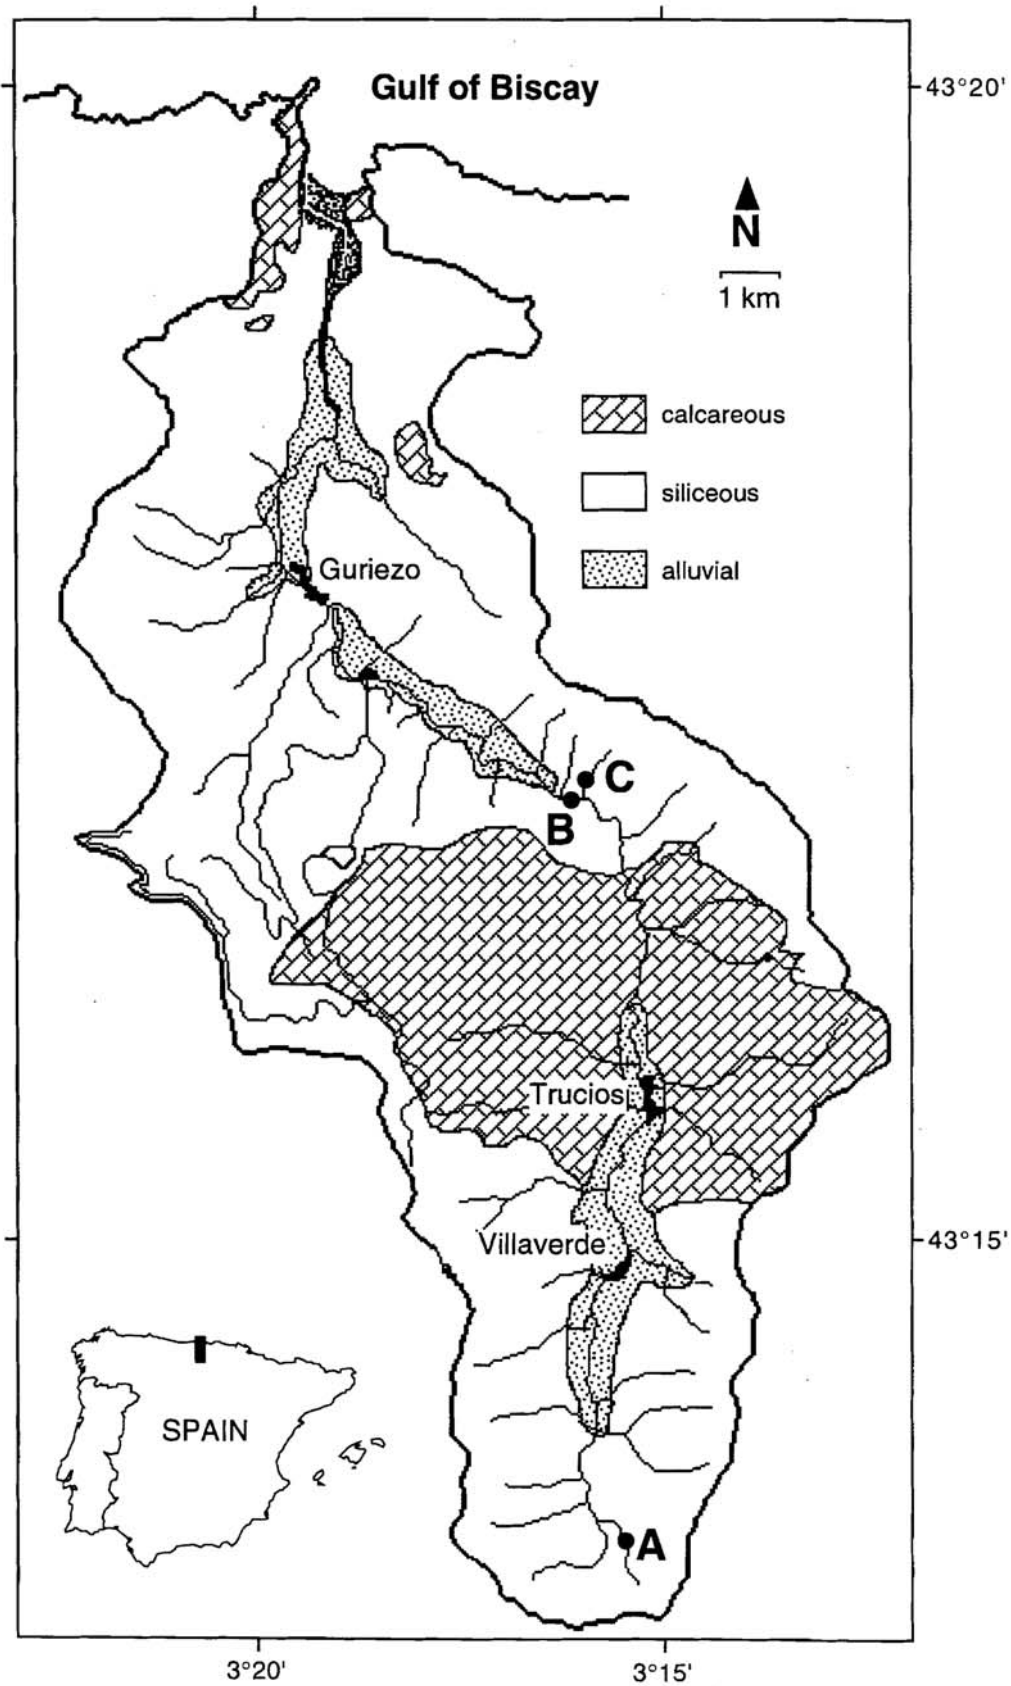 Gulf of Biscay
43°20'
N
1 km
calcareous
siliceous
alluvial
Guriezo
C
B
Trucios
Villaverde
43°15'
SPAIN
A
3°20'
3°15'